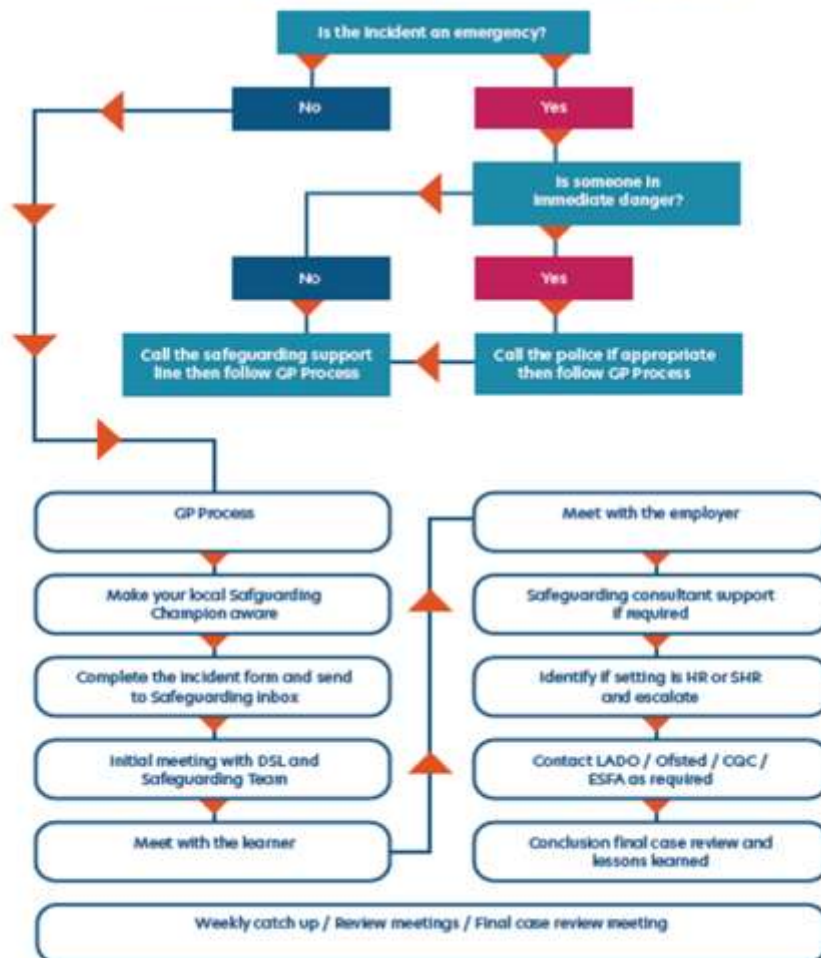 Is the incident an emergency?
No
Yes
Is someone in
immediate danger?
No
Yes
Call the safeguarding support
line then follow GP Process
Call the police if appropriate
then follow GP Process
GP Process
Make your local Safguarding
Champion aware
Complete the incident form and send
to Safeguarding inbox
Initial meeting with DSL and
Safeguarding Team
Meet with the learner
Meet with the employer
Safeguarding consultant support
if required
Identify if setting is HR or SHR
and escalate
Contact LADO / Ofsted / CQC /
ESFA as required
Conclusion final case review and
lessons learned
Weekly catch up / Review meetings / Final case review meeting